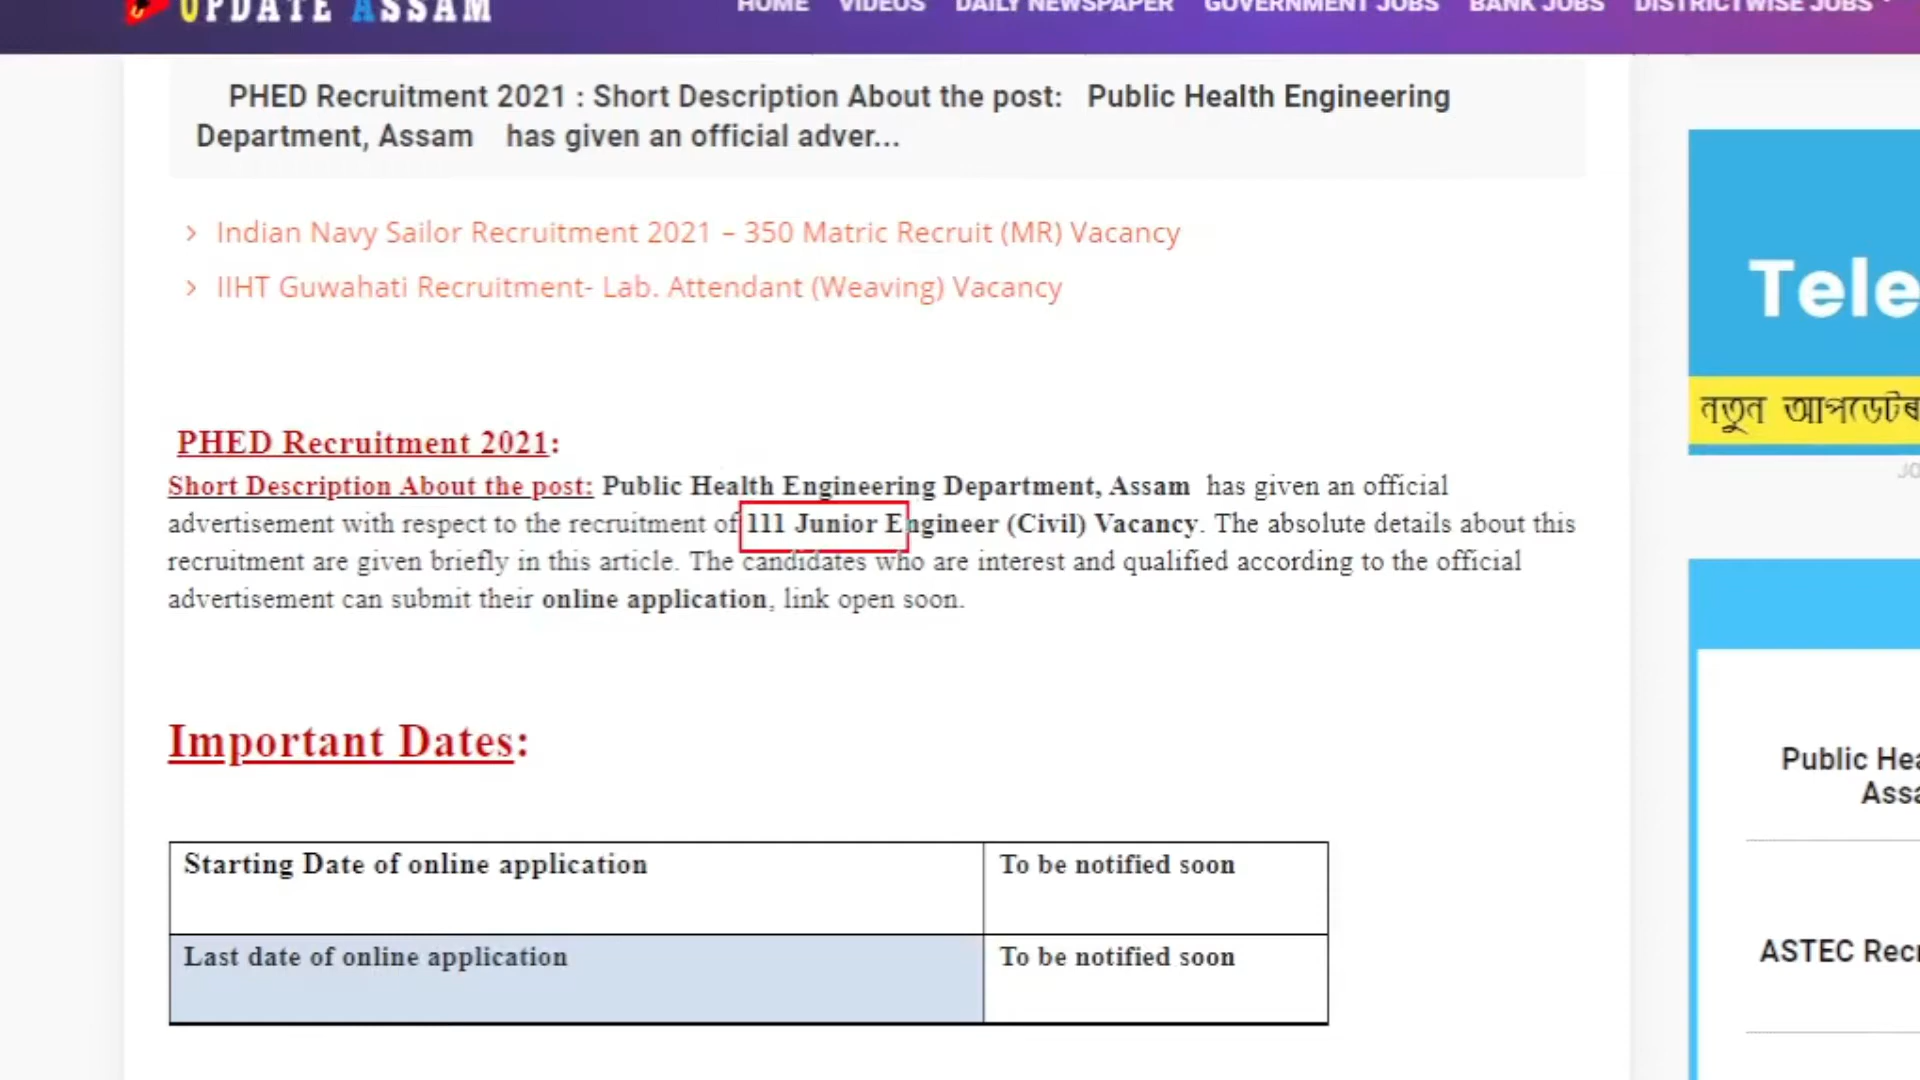 UPDATE ASSAM
HOME VIDEOS DAILY NEWSPAPER GOVERNMENT JOBS BANK JOBS DISTRICTWISE JOBS
PHED Recruitment 2021 : Short Description About the post: Public Health Engineering
Department, Assam has given an official adver...
> Indian Navy Sailor Recruitment 2021 – 350 Matric Recruit (MR) Vacancy
> IIHT Guwahati Recruitment- Lab. Attendant (Weaving) Vacancy
PHED Recruitment 2021:
Short Description About the post: Public Health Engineering Department, Assam has given an official
advertisement with respect to the recruitment of 111 Junior Engineer (Civil) Vacancy. The absolute details about this
recruitment are given briefly in this article. The candidates who are interest and qualified according to the official
advertisement can submit their online application, link open soon.
Important Dates:
Starting Date of online application To be notified soon
Last date of online application To be notified soon
Tele
নতুন আপডেটৰ
JO
Public Hea
Assa
ASTEC Recr